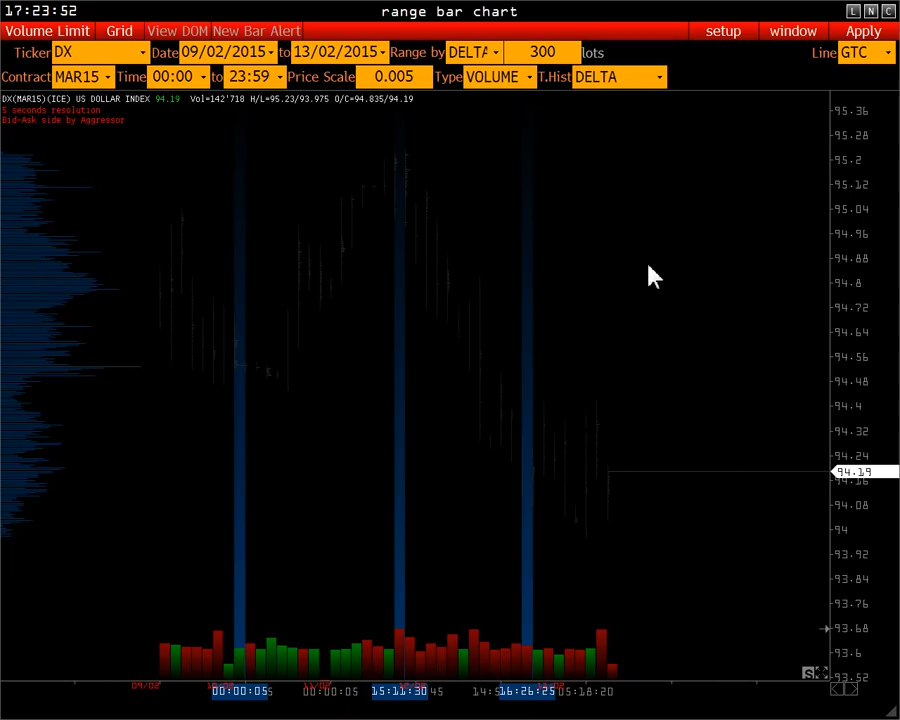 17:23:52 range bar chart L N C
Volume Limit Grid View DOM New Bar Alert setup window Apply
Ticker DX Date 09/02/2015 to 13/02/2015 Range by DELTA 300 lots Line GTC
Contract MAR15 Time 00:00 to 23:59 Price Scale 0.005 Type VOLUME T.Hist DELTA
DX(MAR15)(ICE) US DOLLAR INDEX 94.19 Vol=142'718 H/L=95.23/93.975 O/C=94.835/94.19
5 seconds resolution
Bid-Ask side by Aggressor
95.36
95.28
95.2
95.12
95.04
94.96
94.88
94.8
94.72
94.64
94.56
94.48
94.4
94.32
94.24
94.19
94.16
94.08
94
93.92
93.84
93.76
93.68
93.6
S
93.52
09/02
00:00:05 00:00:05 15:11:30 16:26:25 05:18:20